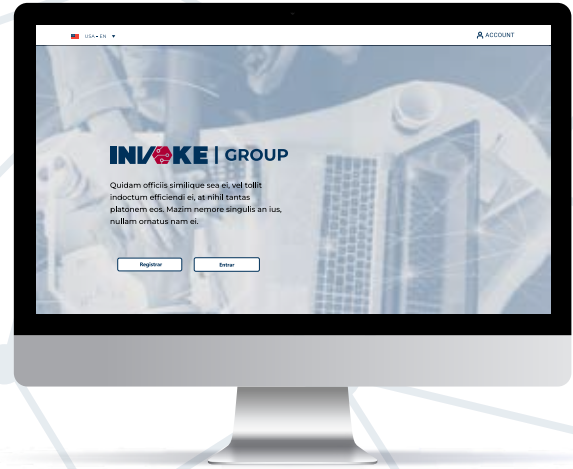 USA - EN
ACCOUNT
INVOKE | GROUP
Quidam officiis similique sea ei, vel tollit
indoctum efficiendi ei, at nihil tantas
platonem eos. Mazim nemore singulis an ius,
nullam ornatus nam ei.
Registrar
Entrar